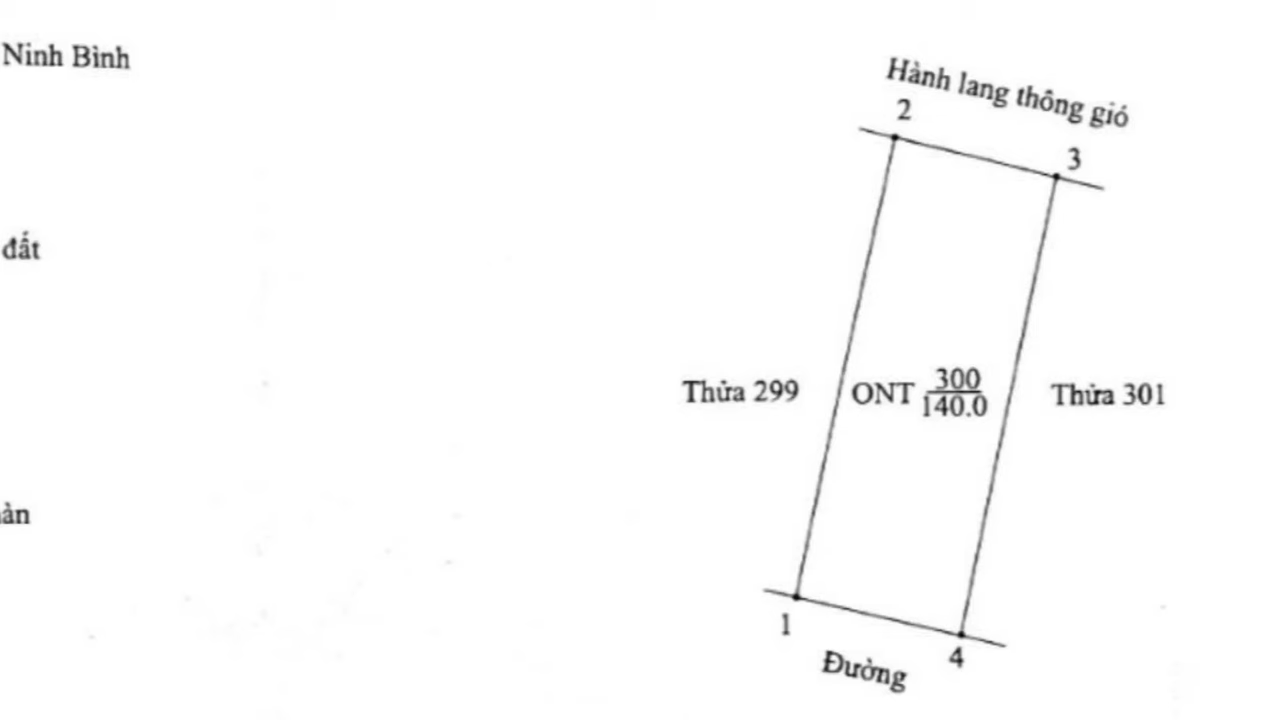 Ninh Bình
Hành lang thông gió
2
3
đất
Thửa 299
ONT 300
140.0
Thửa 301
1
4
Đường